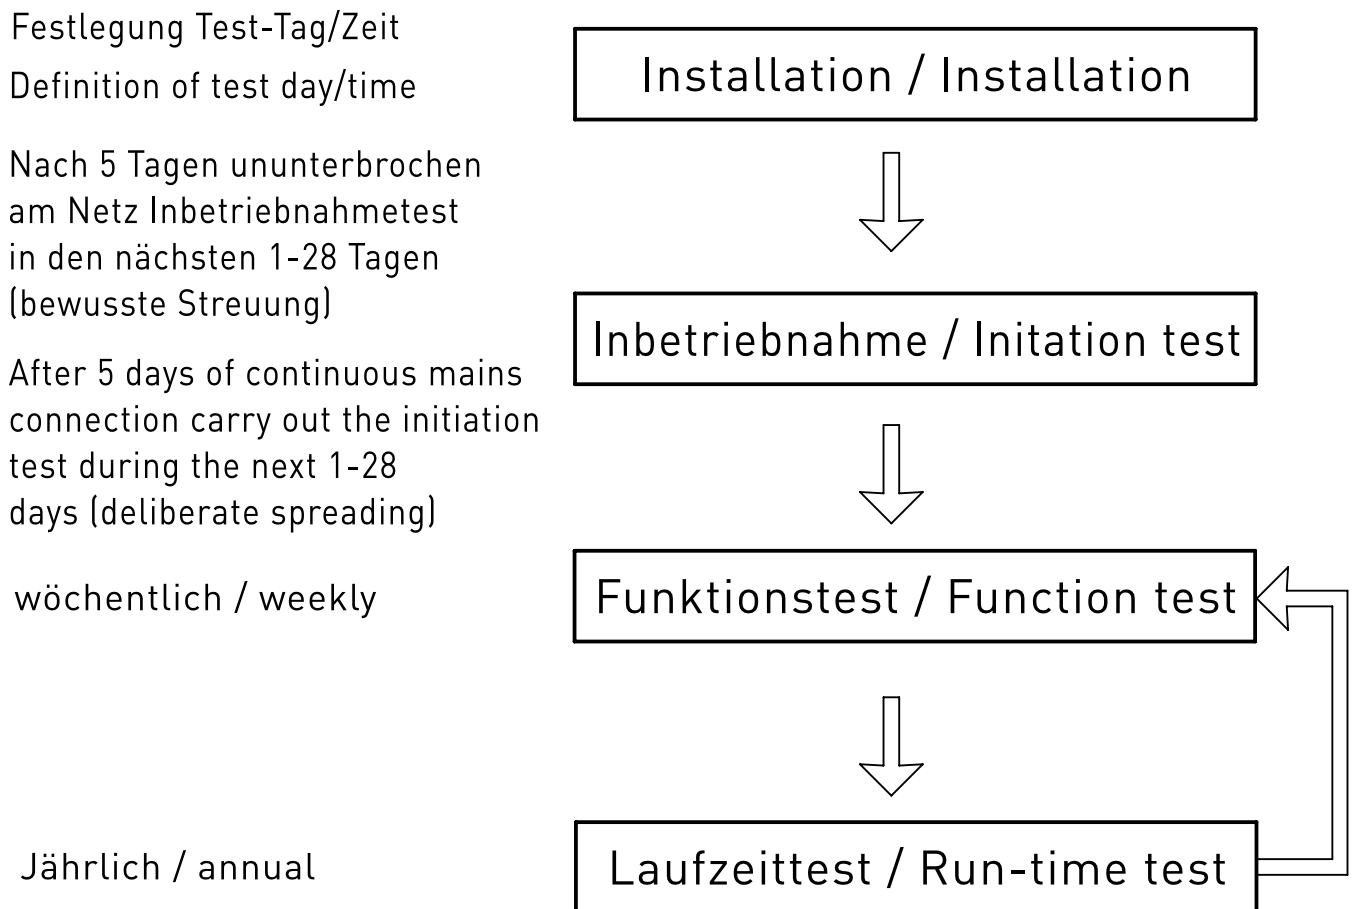 Festlegung Test-Tag/Zeit
Definition of test day/time
Installation / Installation
Nach 5 Tagen ununterbrochen
am Netz Inbetriebnahmetest
in den nächsten 1-28 Tagen
(bewusste Streuung)
Inbetriebnahme / Initation test
After 5 days of continuous mains
connection carry out the initiation
test during the next 1-28
days (deliberate spreading)
wöchentlich / weekly
Funktionstest / Function test
Jährlich / annual
Laufzeittest / Run-time test